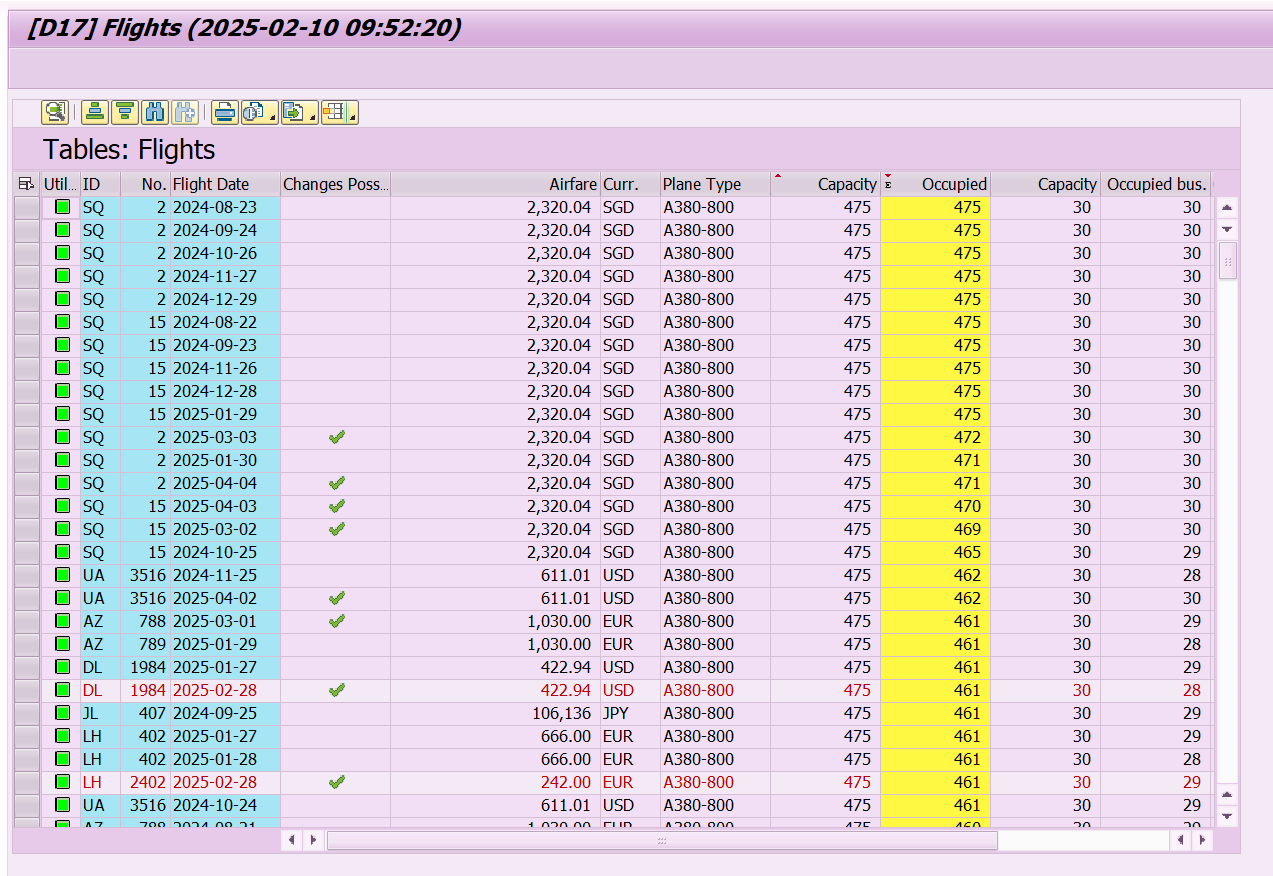 [D17] Flights (2025-02-10 09:52:20)
Tables: Flights
Util... ID No. Flight Date Changes Poss... Airfare Curr. Plane Type Capacity Σ Occupied Capacity Occupied bus.
SQ 2 2024-08-23 2,320.04 SGD A380-800 475 475 30 30
SQ 2 2024-09-24 2,320.04 SGD A380-800 475 475 30 30
SQ 2 2024-10-26 2,320.04 SGD A380-800 475 475 30 30
SQ 2 2024-11-27 2,320.04 SGD A380-800 475 475 30 30
SQ 2 2024-12-29 2,320.04 SGD A380-800 475 475 30 30
SQ 15 2024-08-22 2,320.04 SGD A380-800 475 475 30 30
SQ 15 2024-09-23 2,320.04 SGD A380-800 475 475 30 30
SQ 15 2024-11-26 2,320.04 SGD A380-800 475 475 30 30
SQ 15 2024-12-28 2,320.04 SGD A380-800 475 475 30 30
SQ 15 2025-01-29 2,320.04 SGD A380-800 475 475 30 30
SQ 2 2025-03-03 2,320.04 SGD A380-800 475 472 30 30
SQ 2 2025-01-30 2,320.04 SGD A380-800 475 471 30 30
SQ 2 2025-04-04 2,320.04 SGD A380-800 475 471 30 30
SQ 15 2025-04-03 2,320.04 SGD A380-800 475 470 30 30
SQ 15 2025-03-02 2,320.04 SGD A380-800 475 469 30 30
SQ 15 2024-10-25 2,320.04 SGD A380-800 475 465 30 29
UA 3516 2024-11-25 611.01 USD A380-800 475 462 30 28
UA 3516 2025-04-02 611.01 USD A380-800 475 462 30 30
AZ 788 2025-03-01 1,030.00 EUR A380-800 475 461 30 29
AZ 789 2025-01-29 1,030.00 EUR A380-800 475 461 30 28
DL 1984 2025-01-27 422.94 USD A380-800 475 461 30 29
DL 1984 2025-02-28 422.94 USD A380-800 475 461 30 28
JL 407 2024-09-25 106,136 JPY A380-800 475 461 30 29
LH 402 2025-01-27 666.00 EUR A380-800 475 461 30 29
LH 402 2025-01-28 666.00 EUR A380-800 475 461 30 28
LH 2402 2025-02-28 242.00 EUR A380-800 475 461 30 29
UA 3516 2024-10-24 611.01 USD A380-800 475 461 30 29